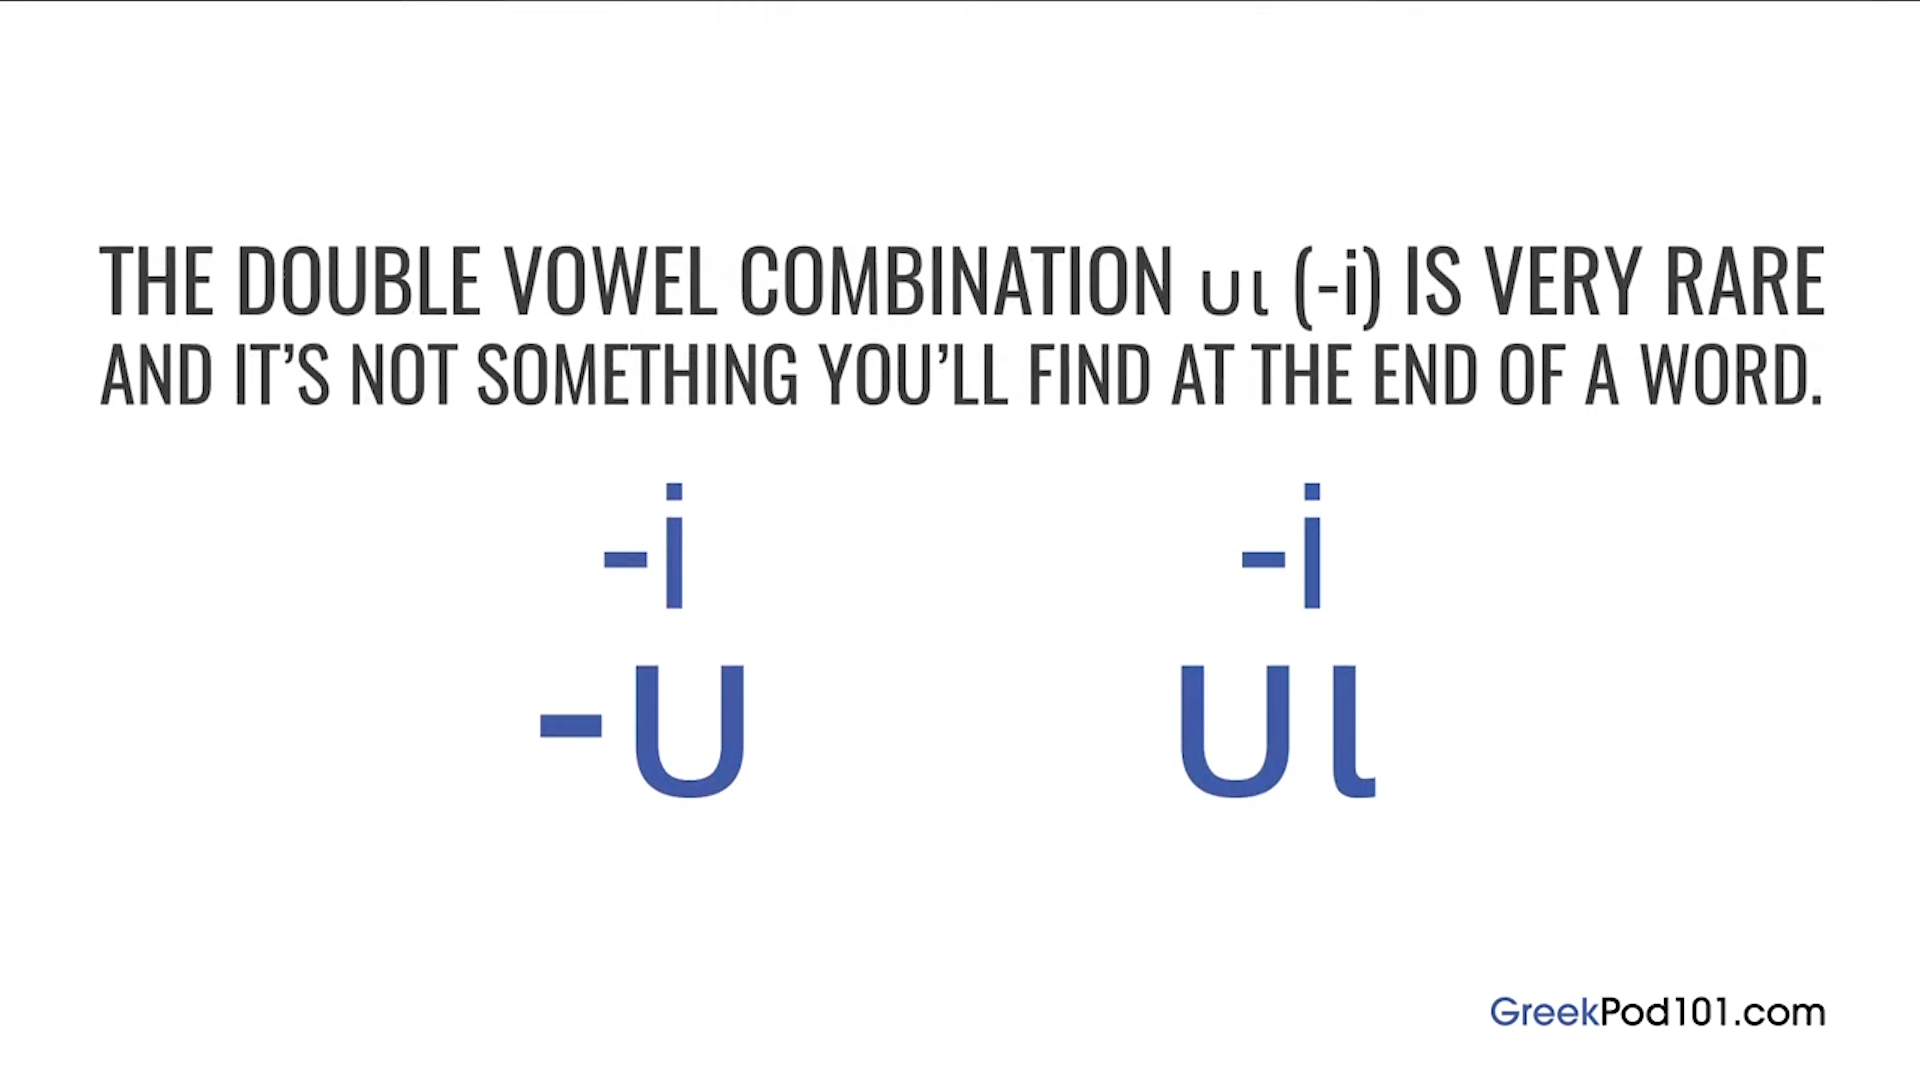 THE DOUBLE VOWEL COMBINATION υι (-i) IS VERY RARE
AND IT’S NOT SOMETHING YOU’LL FIND AT THE END OF A WORD.
-i -i
-υ υι
GreekPod101.com